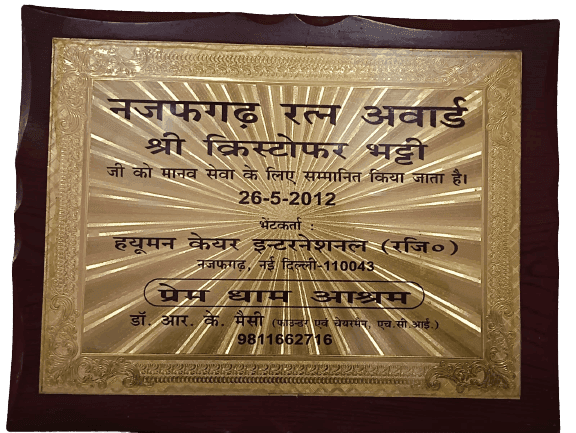 नजफगढ़ रत्न अवार्ड
श्री क्रिस्टोफर भट्टी
जी को मानव सेवा के लिए सम्मानित किया जाता है।
26-5-2012
भेंटकर्ता :
हयूमन केयर इन्टरनेशनल (रजि०)
नजफगढ़, नई दिल्ली-110043
प्रेम धाम आश्रम
डॉ. आर. के. मैसी (फाउन्डर एवं चेयरमैन, एच.सी.आई.)
9811662716